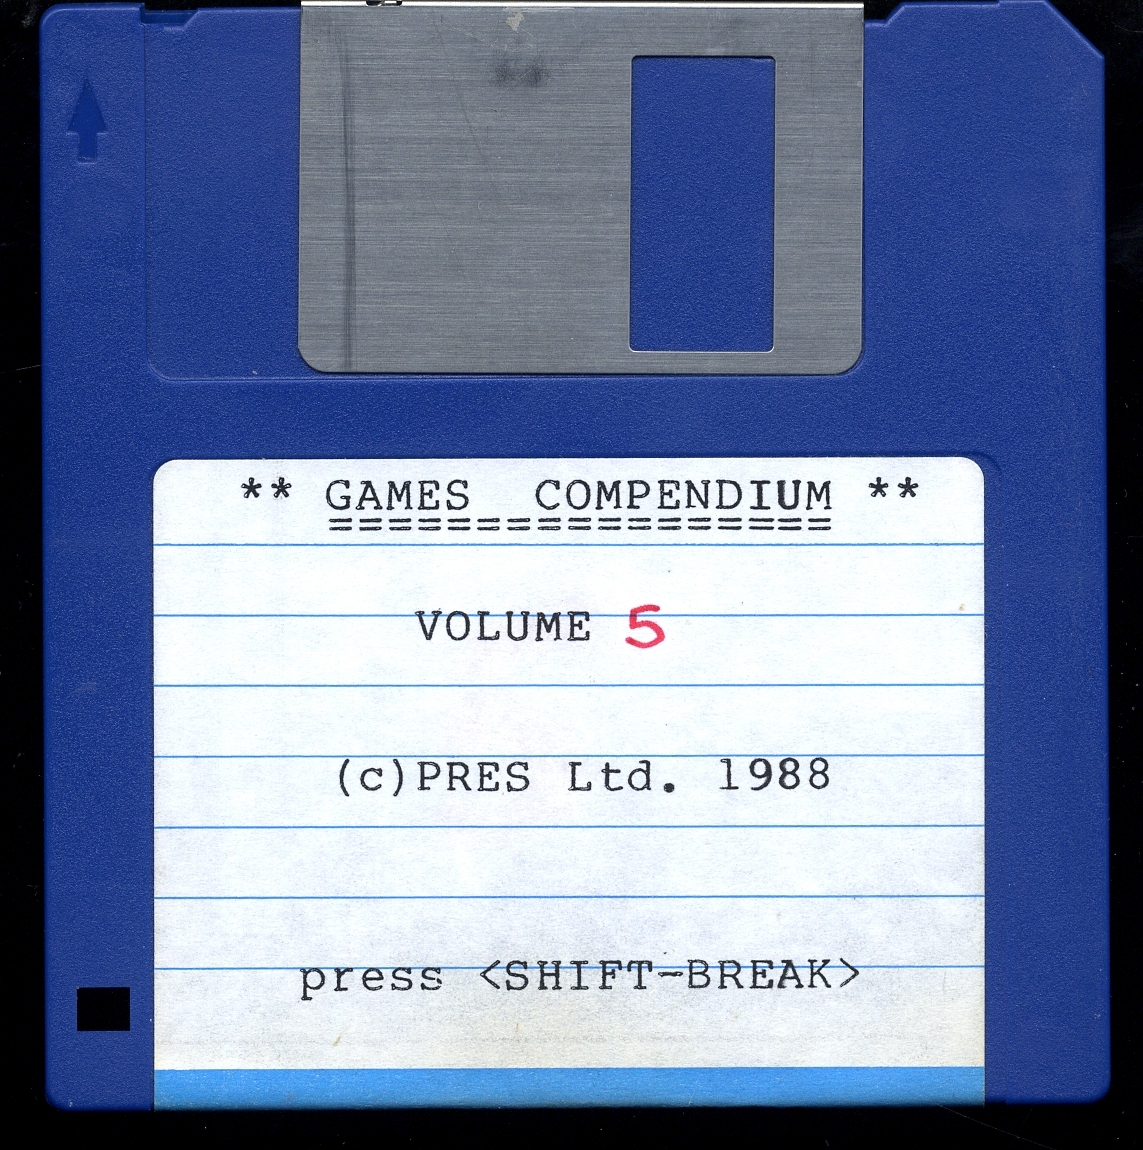 ** GAMES  COMPENDIUM **
=================
VOLUME 5
(c)PRES Ltd. 1988
press <SHIFT-BREAK>